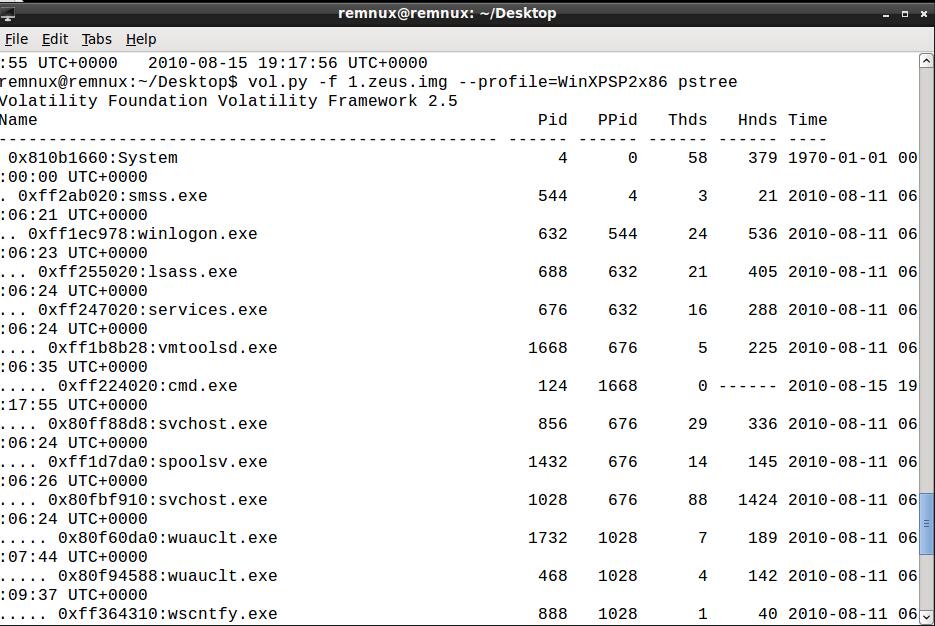 remnux@remnux: ~/Desktop
File Edit Tabs Help
:55 UTC+0000   2010-08-15 19:17:56 UTC+0000
remnux@remnux:~/Desktop$ vol.py -f 1.zeus.img --profile=WinXPSP2x86 pstree
Volatility Foundation Volatility Framework 2.5
Name                                                  Pid   PPid   Thds   Hnds Time
-------------------------------------------------- ------ ------ ------ ------ ----
 0x810b1660:System                                      4      0     58    379 1970-01-01 00
:00:00 UTC+0000
. 0xff2ab020:smss.exe                                 544      4      3     21 2010-08-11 06
:06:21 UTC+0000
.. 0xff1ec978:winlogon.exe                            632    544     24    536 2010-08-11 06
:06:23 UTC+0000
... 0xff255020:lsass.exe                              688    632     21    405 2010-08-11 06
:06:24 UTC+0000
... 0xff247020:services.exe                           676    632     16    288 2010-08-11 06
:06:24 UTC+0000
.... 0xff1b8b28:vmtoolsd.exe                         1668    676      5    225 2010-08-11 06
:06:35 UTC+0000
..... 0xff224020:cmd.exe                              124   1668      0 ------ 2010-08-15 19
:17:55 UTC+0000
.... 0x80ff88d8:svchost.exe                           856    676     29    336 2010-08-11 06
:06:24 UTC+0000
.... 0xff1d7da0:spoolsv.exe                          1432    676     14    145 2010-08-11 06
:06:26 UTC+0000
.... 0x80fbf910:svchost.exe                          1028    676     88   1424 2010-08-11 06
:06:24 UTC+0000
..... 0x80f60da0:wuauclt.exe                         1732   1028      7    189 2010-08-11 06
:07:44 UTC+0000
..... 0x80f94588:wuauclt.exe                          468   1028      4    142 2010-08-11 06
:09:37 UTC+0000
..... 0xff364310:wscntfy.exe                          888   1028      1     40 2010-08-11 06